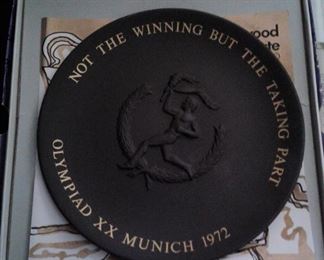 NOT THE WINNING BUT THE TAKING PART
OLYMPIAD XX MUNICH 1972